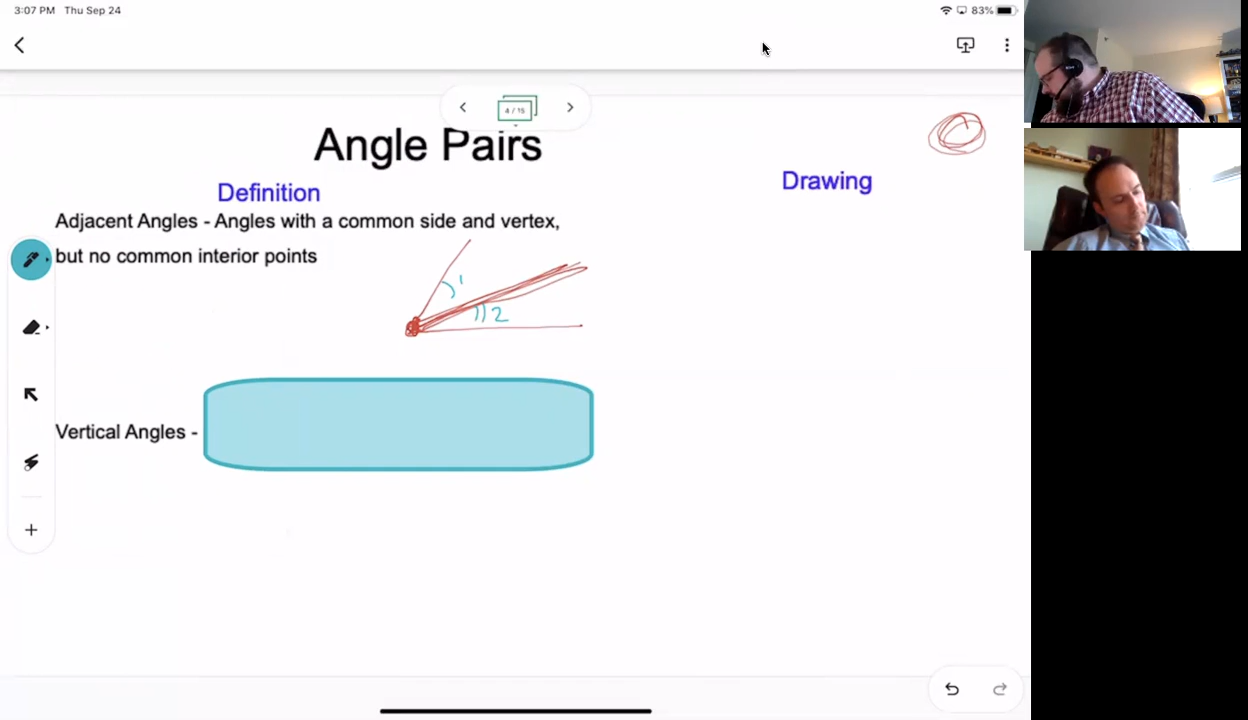 3:07 PM Thu Sep 24
83%
4 / 15
Angle Pairs
Definition
Drawing
Adjacent Angles - Angles with a common side and vertex,
but no common interior points
1
2
Vertical Angles -